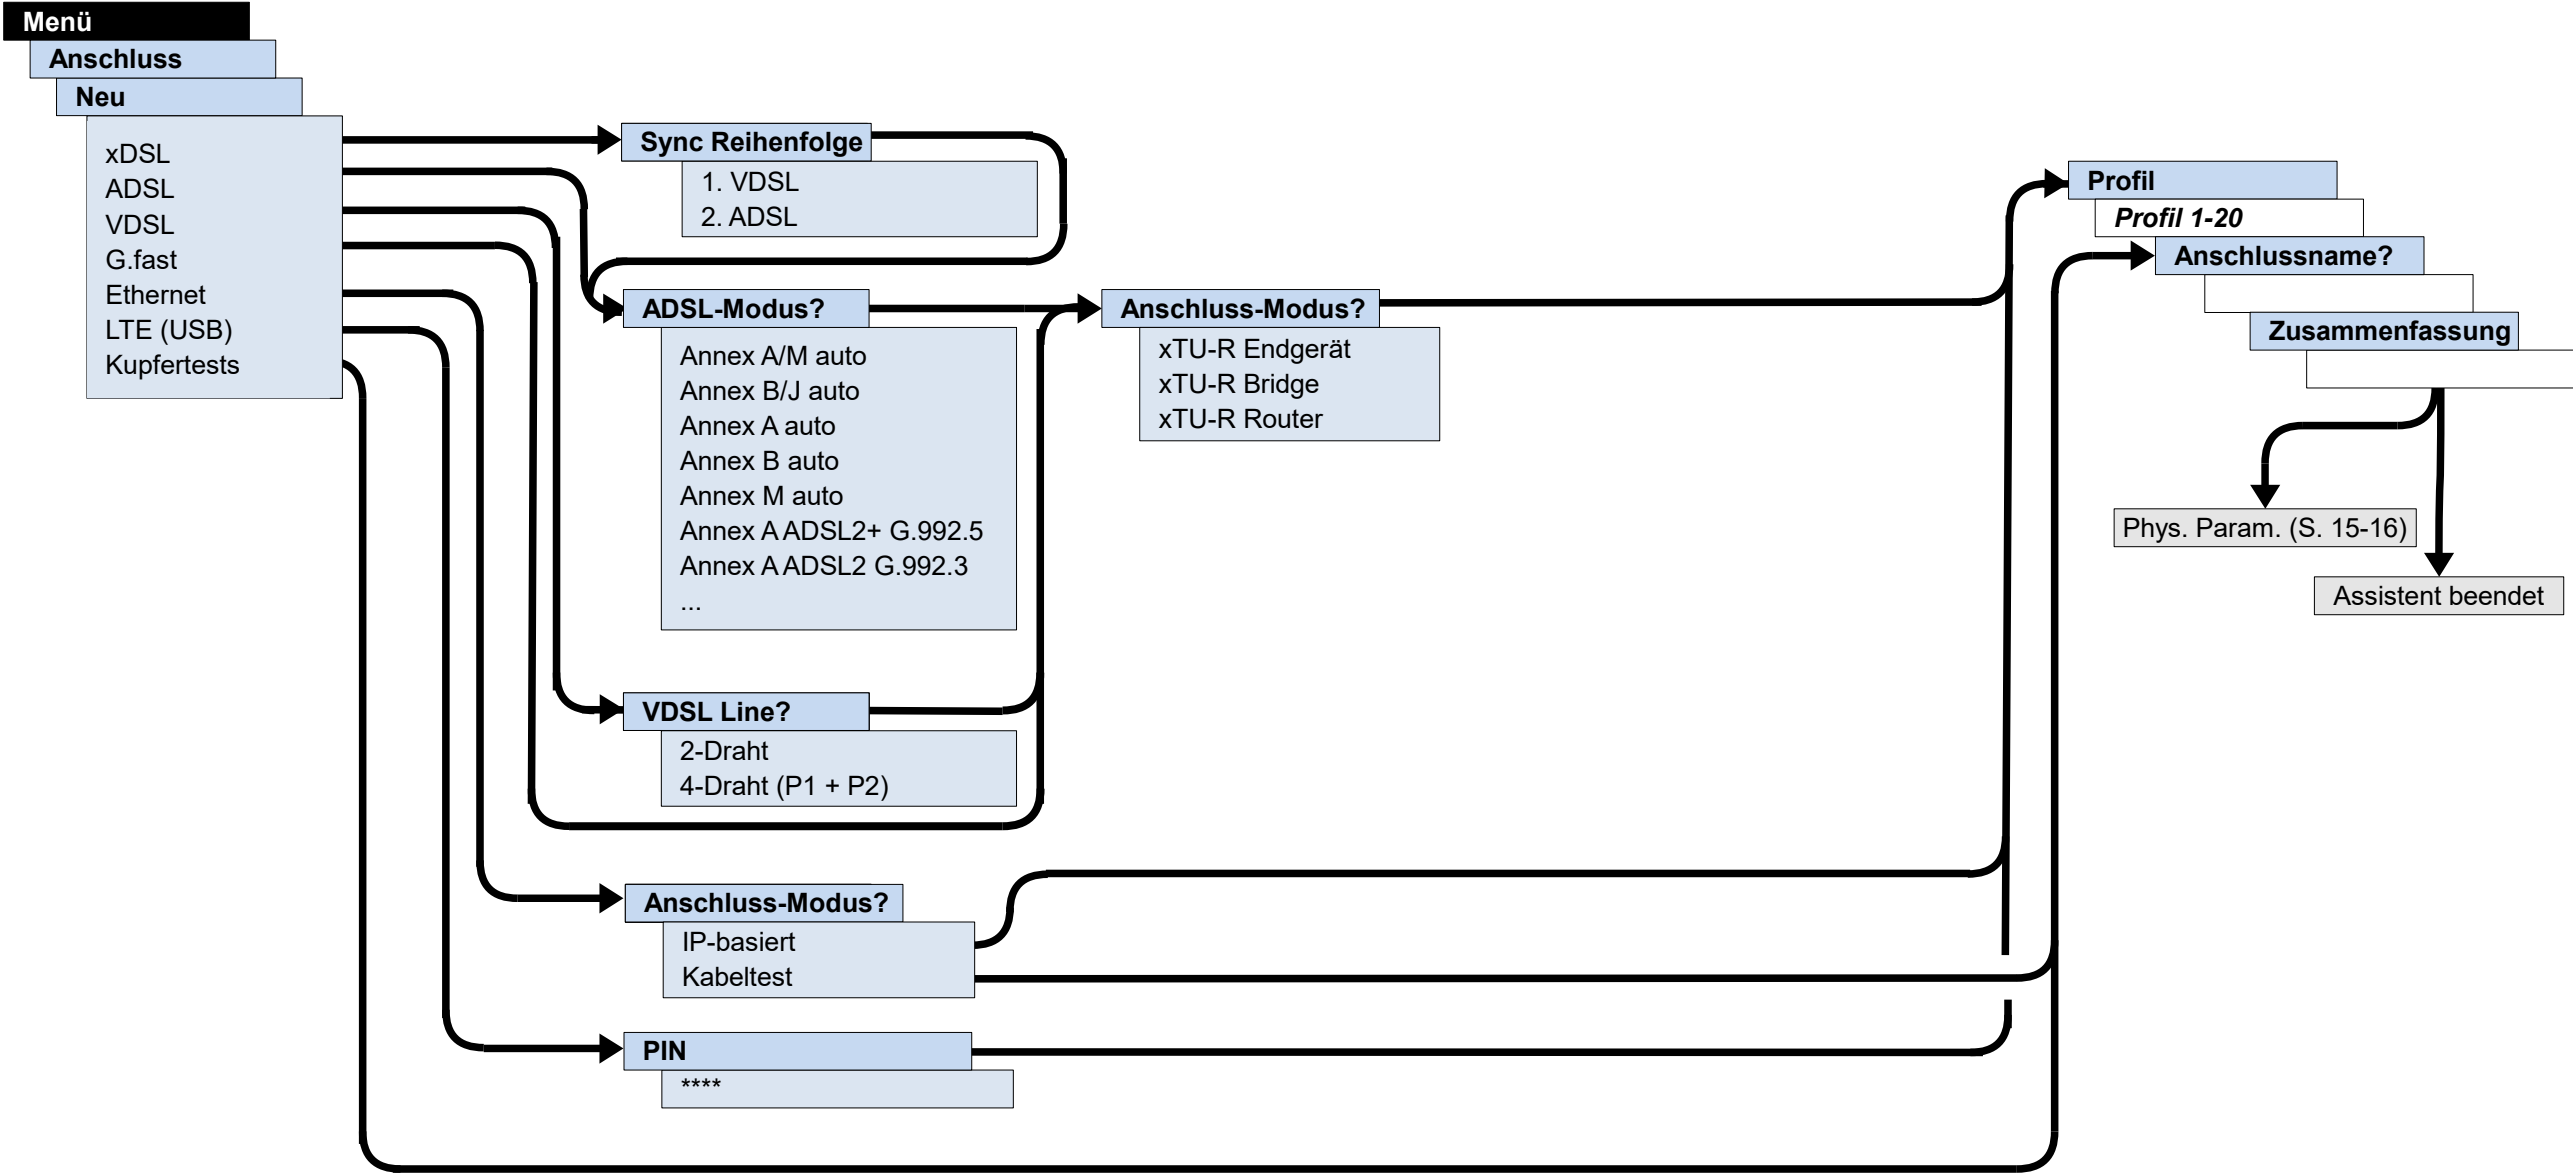 Menü
Anschluss
Neu
xDSL
ADSL
VDSL
G.fast
Ethernet
LTE (USB)
Kupfertests
Sync Reihenfolge
1. VDSL
2. ADSL
ADSL-Modus?
Annex A/M auto
Annex B/J auto
Annex A auto
Annex B auto
Annex M auto
Annex A ADSL2+ G.992.5
Annex A ADSL2 G.992.3
...
VDSL Line?
2-Draht
4-Draht (P1 + P2)
Anschluss-Modus?
IP-basiert
Kabeltest
PIN
****
Anschluss-Modus?
xTU-R Endgerät
xTU-R Bridge
xTU-R Router
Profil
Profil 1-20
Anschlussname?
Zusammenfassung
Phys. Param. (S. 15-16)
Assistent beendet